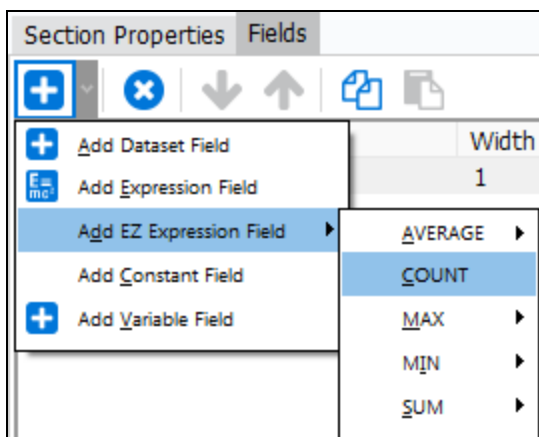 Section Properties Fields
Width
Add Dataset Field
1
E=
mc²
Add Expression Field
Add EZ Expression Field
AVERAGE
Add Constant Field
COUNT
Add Variable Field
MAX
MIN
SUM